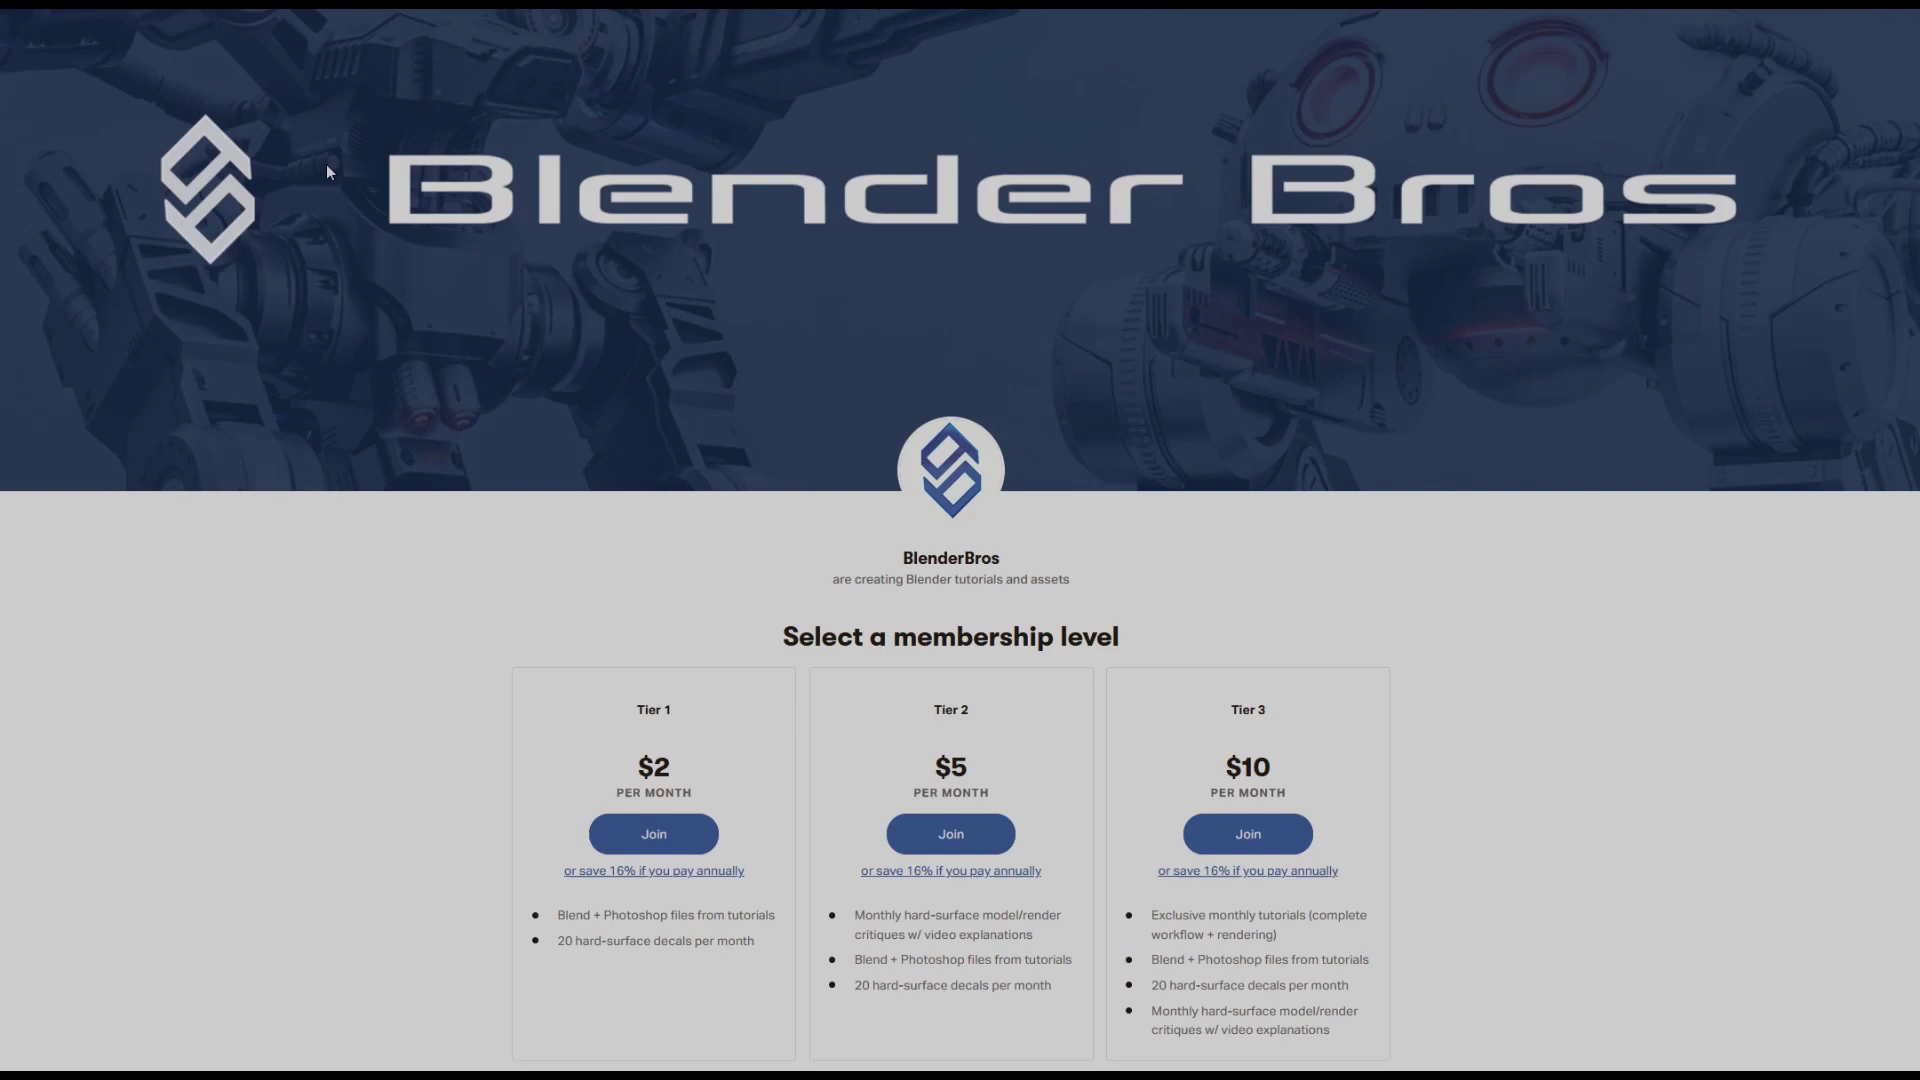 Blender Bros
BlenderBros
are creating Blender tutorials and assets
Select a membership level
Tier 1
$2
PER MONTH
Join
or save 16% if you pay annually
Blend + Photoshop files from tutorials
20 hard-surface decals per month
Tier 2
$5
PER MONTH
Join
or save 16% if you pay annually
Monthly hard-surface model/render
critiques w/ video explanations
Blend + Photoshop files from tutorials
20 hard-surface decals per month
Tier 3
$10
PER MONTH
Join
or save 16% if you pay annually
Exclusive monthly tutorials (complete
workflow + rendering)
Blend + Photoshop files from tutorials
20 hard-surface decals per month
Monthly hard-surface model/render
critiques w/ video explanations